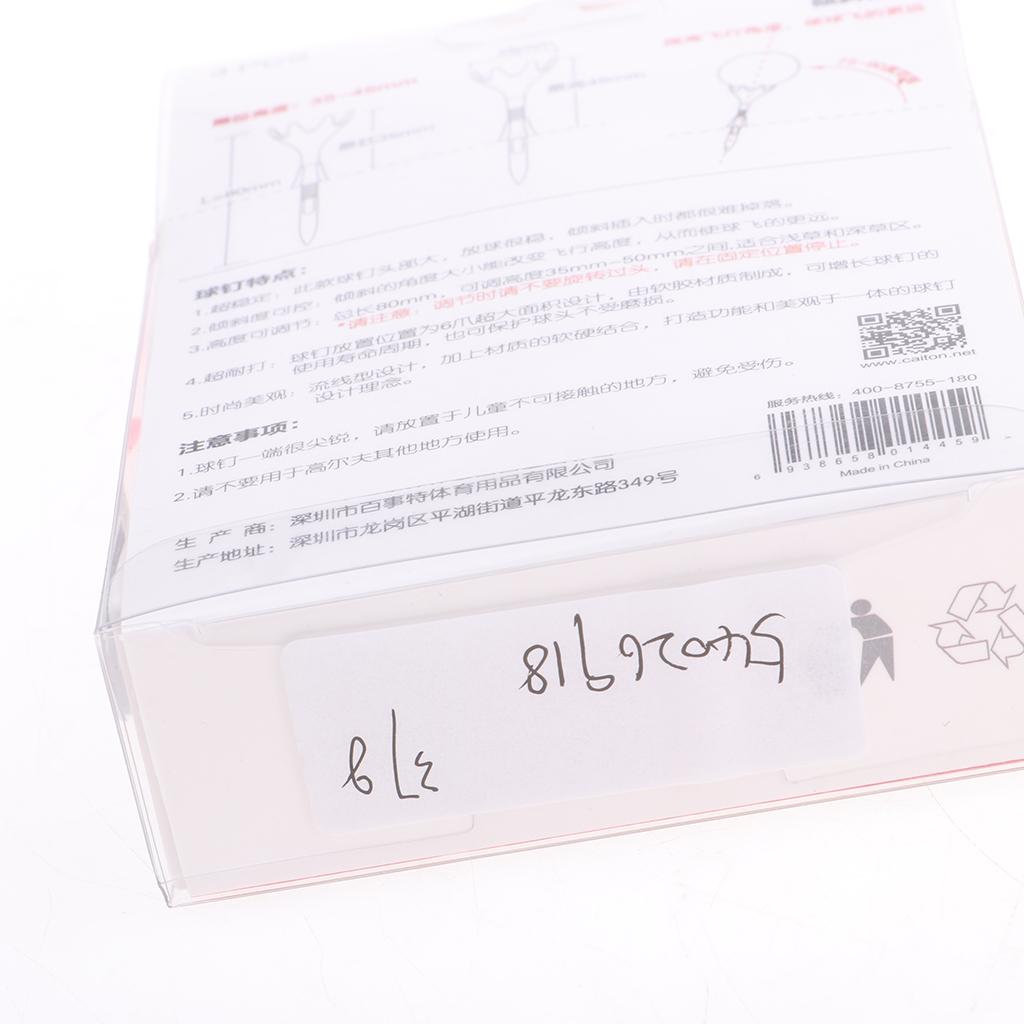 最低高度：35-45mm
L=80mm
球钉特点：
1.超稳定：此款球钉头部大，放球很稳，倾斜插入时都很难掉落。
2.倾斜度可控：倾斜的角度大小能改变飞行高度，从而使球飞的更远。
3.高度可调节：总长80mm，可调高度35mm-50mm之间,适合浅草和深草区。
*请注意：调节时请不要旋转过头，请在固定位置停止。
4.超耐打：球钉放置位置为6爪超大面积设计，由软胶材质制成，可增长球钉的
使用寿命周期，也可保护球头不受磨损。
5.时尚美观：流线型设计，加上材质的软硬结合，打造功能和美观于一体的球钉
设计理念。
注意事项：
1.球钉一端很尖锐，请放置于儿童不可接触的地方，避免受伤。
2.请不要用于高尔夫其他地方使用。
生 产 商：深圳市百事特体育用品有限公司
生产地址：深圳市龙岗区平湖街道平龙东路349号
www.caiton.net
服务热线：400-8755-180
6 938658 014459
Made in China